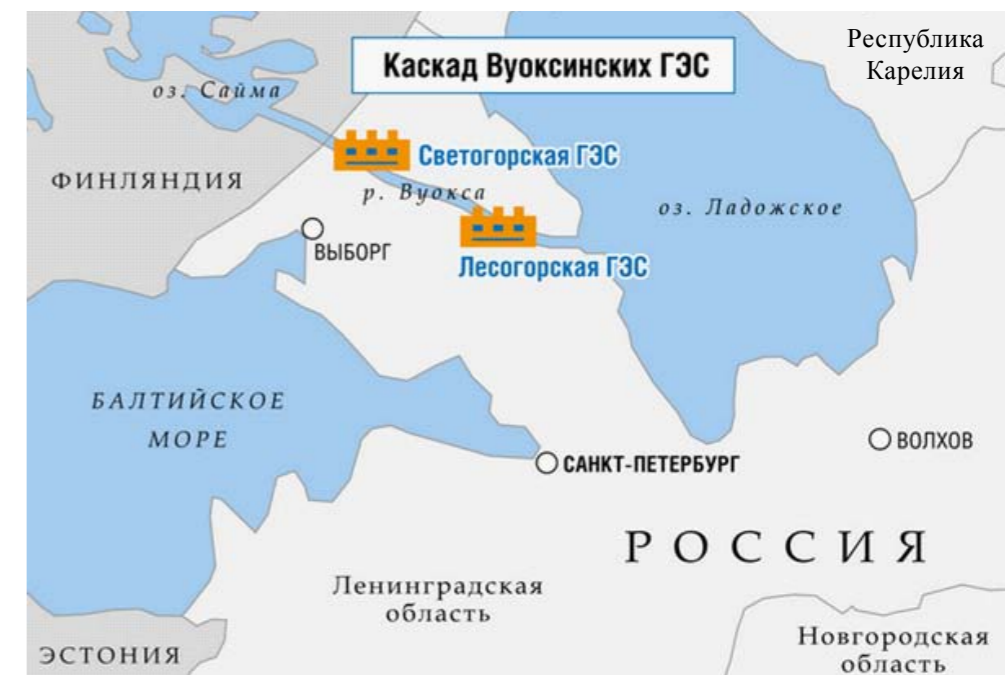 Республика
Карелия
Каскад Вуоксинских ГЭС
оз. Сайма
Светогорская ГЭС
ФИНЛЯНДИЯ
р. Вуокса
оз. Ладожское
ВЫБОРГ
Лесогорская ГЭС
БАЛТИЙСКОЕ
МОРЕ
ВОЛХОВ
САНКТ-ПЕТЕРБУРГ
РОССИЯ
Ленинградская
область
Новгородская
область
ЭСТОНИЯ